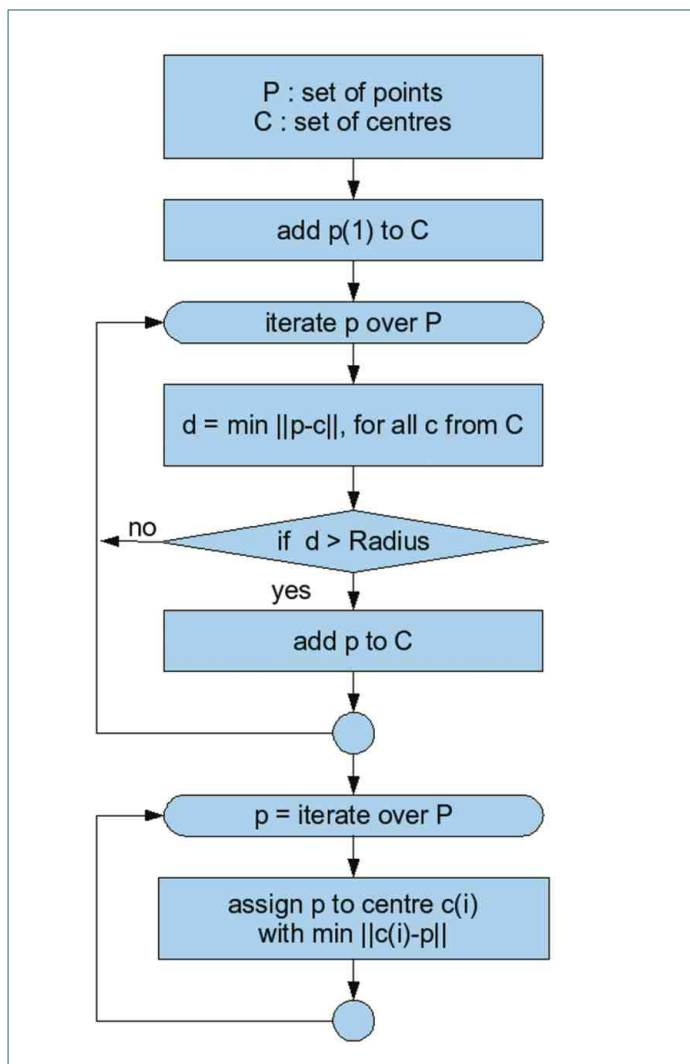 P : set of points
C : set of centres
add p(1) to C
iterate p over P
d = min ||p-c||, for all c from C
no
if d > Radius
yes
add p to C
p = iterate over P
assign p to centre c(i)
with min ||c(i)-p||